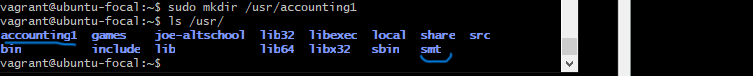 vagrant@ubuntu-focal:~$ sudo mkdir /usr/accounting1
vagrant@ubuntu-focal:~$ ls /usr/
accounting1  games    joe-altschool  lib32  libexec  local  share  src
bin          include  lib            lib64  libx32   sbin   smt
vagrant@ubuntu-focal:~$